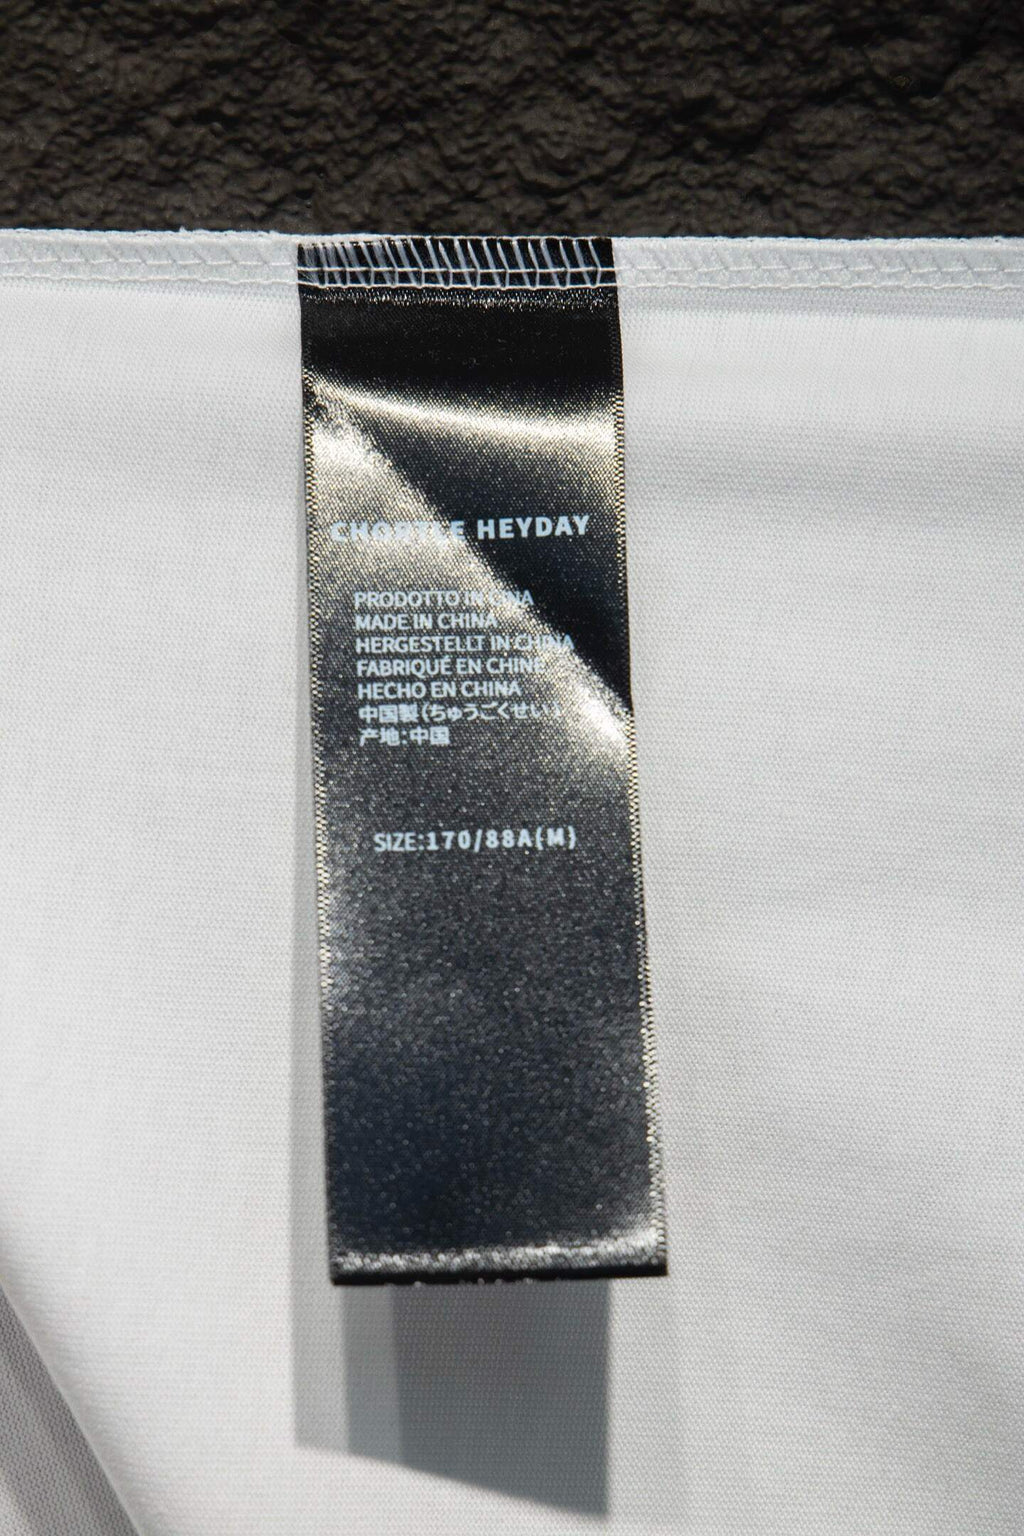 CHORTLE HEYDAY
PRODOTTO IN CINA
MADE IN CHINA
HERGESTELLT IN CHINA
FABRIQUÉ EN CHINE
HECHO EN CHINA
中国製(ちゅうごくせい)
产地:中国
SIZE:170/88A(M)